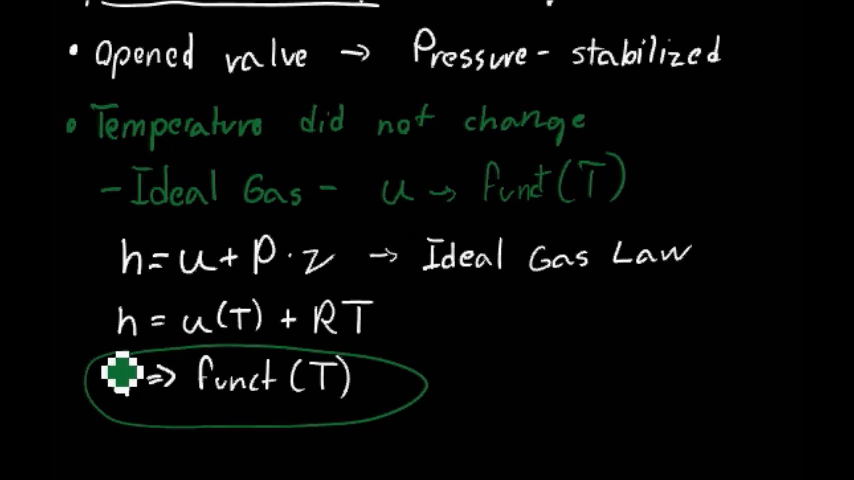 • Opened valve → Pressure - stabilized
• Temperature did not change
- Ideal Gas - u → funct(T)
h = u + P · v → Ideal Gas Law
h = u(T) + RT
⇒ funct(T)